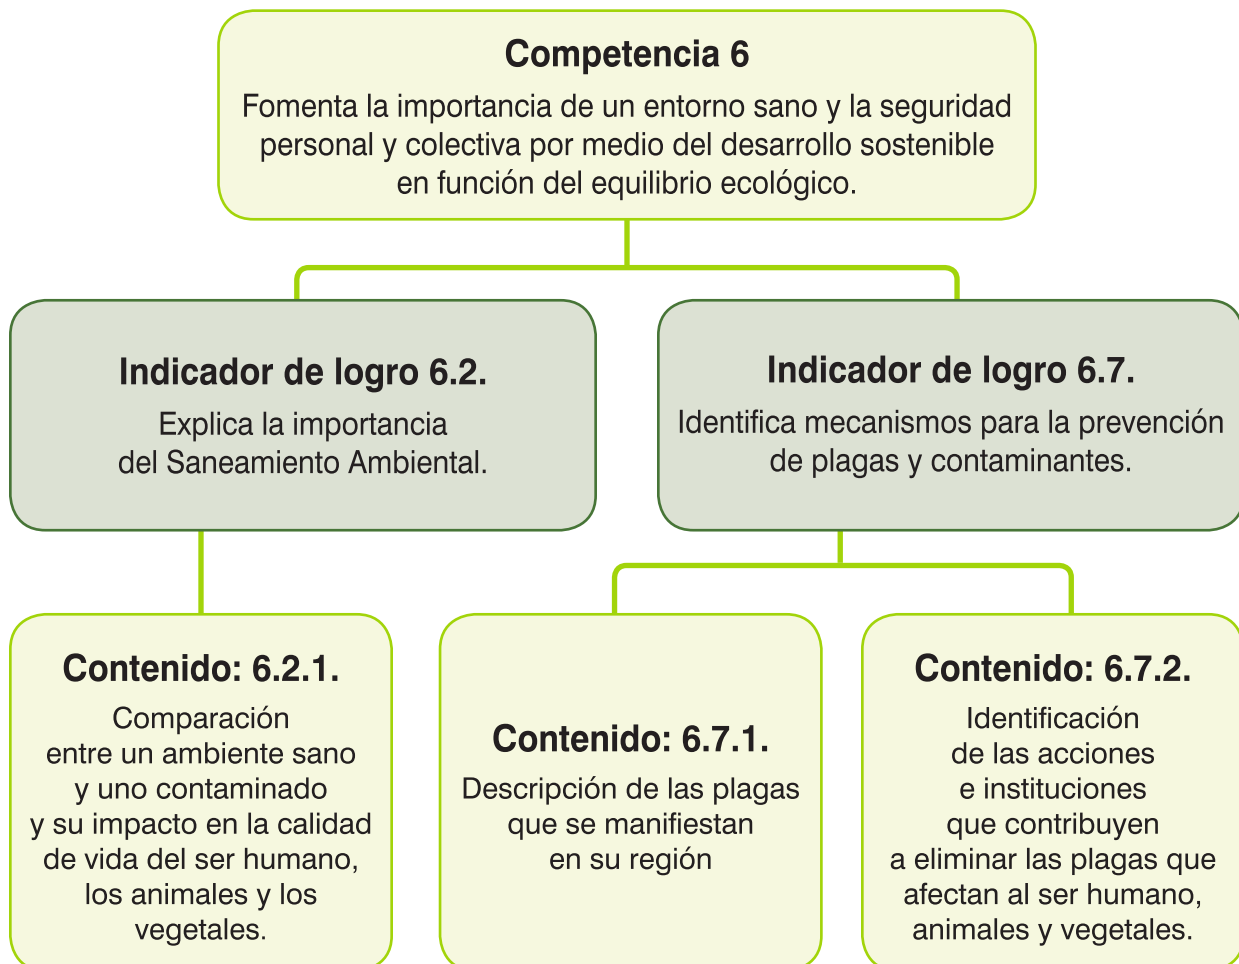 Competencia 6
Fomenta la importancia de un entorno sano y la seguridad
personal y colectiva por medio del desarrollo sostenible
en función del equilibrio ecológico.
Indicador de logro 6.2.
Explica la importancia
del Saneamiento Ambiental.
Indicador de logro 6.7.
Identifica mecanismos para la prevención
de plagas y contaminantes.
Contenido: 6.2.1.
Comparación
entre un ambiente sano
y uno contaminado
y su impacto en la calidad
de vida del ser humano,
los animales y los
vegetales.
Contenido: 6.7.1.
Descripción de las plagas
que se manifiestan
en su región
Contenido: 6.7.2.
Identificación
de las acciones
e instituciones
que contribuyen
a eliminar las plagas que
afectan al ser humano,
animales y vegetales.